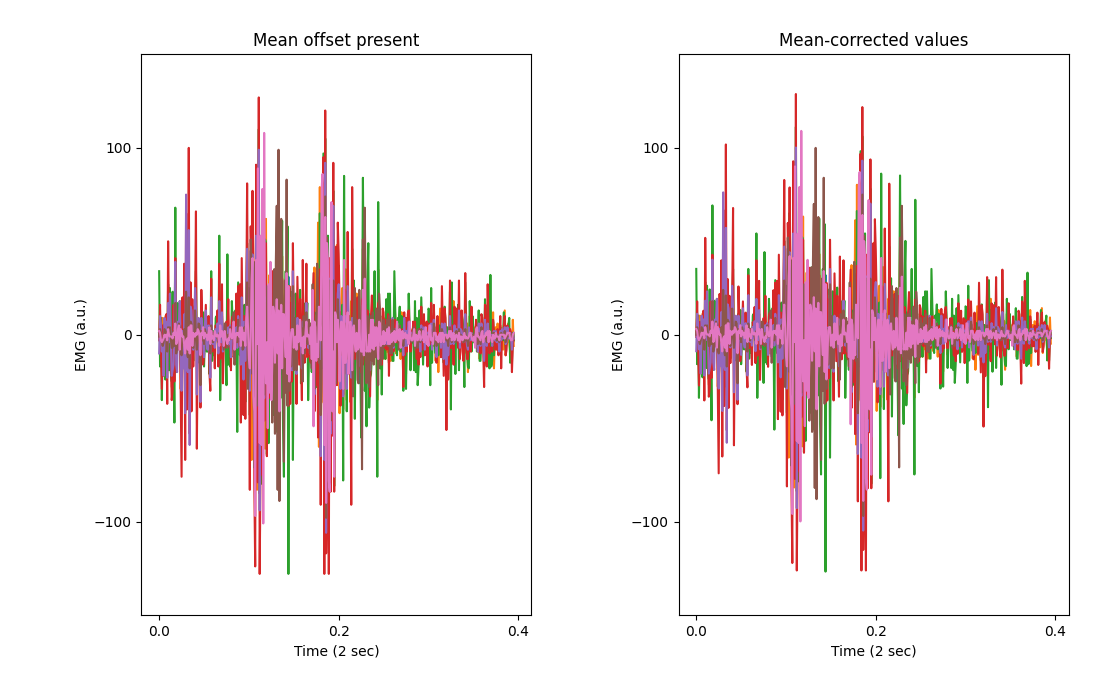 Mean offset present
100
0
−100
EMG (a.u.)
0.0
0.2
0.4
Time (2 sec)
Mean-corrected values
100
0
−100
EMG (a.u.)
0.0
0.2
0.4
Time (2 sec)